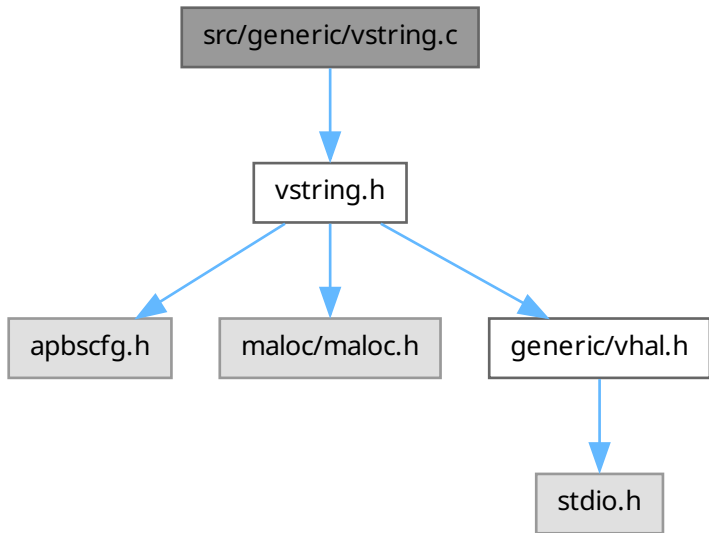 src/generic/vstring.c
vstring.h
apbscfg.h
maloc/maloc.h
generic/vhal.h
stdio.h